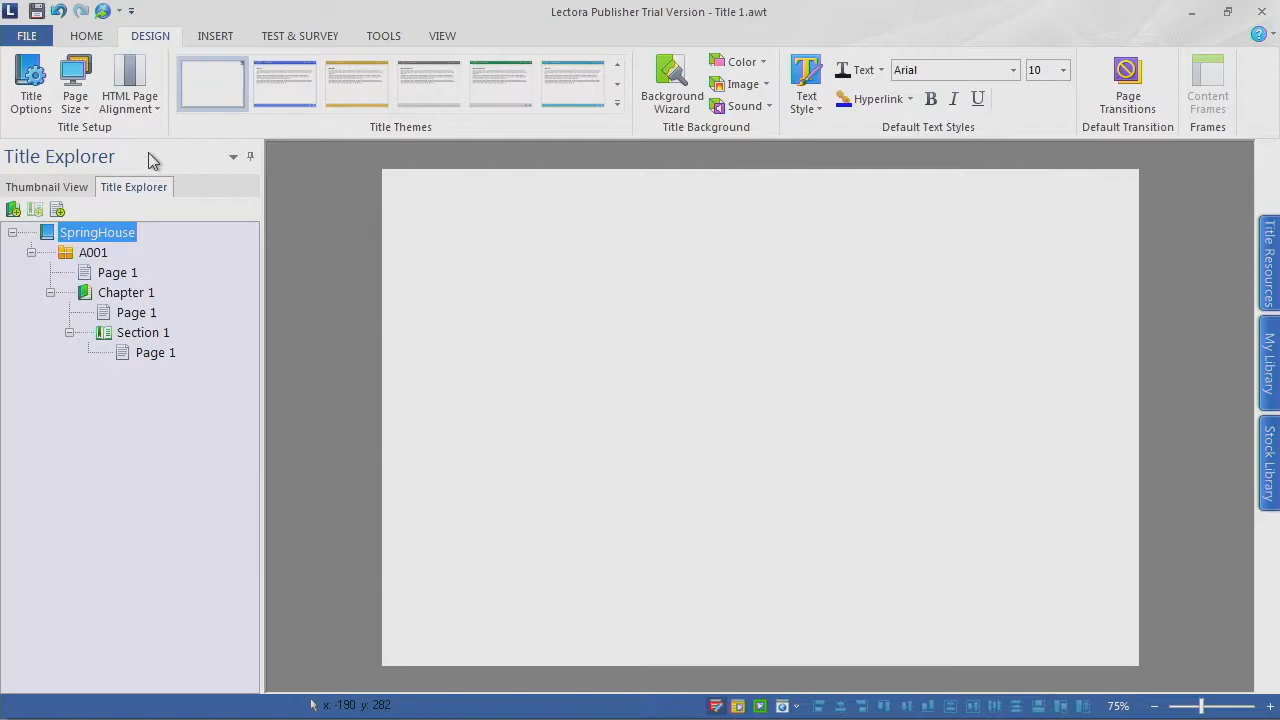 Lectora Publisher Trial Version - Title 1.awt
FILE HOME DESIGN INSERT TEST & SURVEY TOOLS VIEW
Title Options
Page Size
HTML Page Alignment
Title Setup
Title Themes
Background Wizard
Color
Image
Sound
Title Background
Text Style
Text Arial 10
Hyperlink B I U
Default Text Styles
Page Transitions
Default Transition
Content Frames
Frames
Title Explorer
Thumbnail View Title Explorer
SpringHouse
A001
Page 1
Chapter 1
Page 1
Section 1
Page 1
Title Resources
My Library
Stock Library
x: -190 y: 282
75%